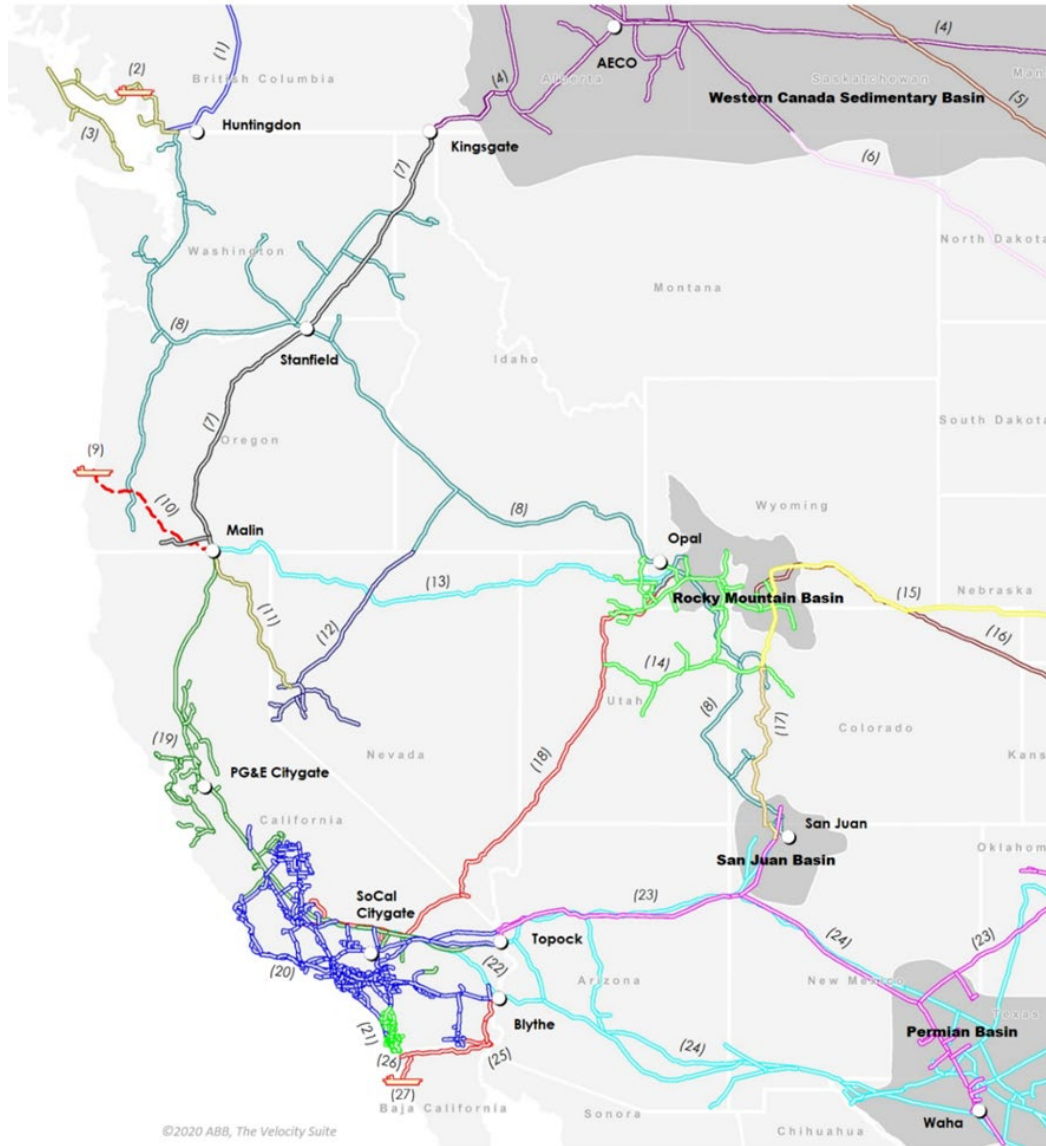 (1)
(4)
AECO
(2)
British Columbia
(4)
Alberta
Saskatchewan
Man
Western Canada Sedimentary Basin
(5)
(3)
Huntingdon
Kingsgate
(6)
(7)
Washington
North Dakota
Montana
(8)
Stanfield
Idaho
(7)
Oregon
South Dakota
(9)
(10)
(8)
Wyoming
Malin
Opal
(13)
Rocky Mountain Basin
(15)
Nebraska
(11)
(12)
(16)
(14)
Utah
(8)
(17)
Colorado
(19)
Nevada
(18)
Kans
PG&E Citygate
California
San Juan
San Juan Basin
Oklahom
SoCal
Citygate
(23)
Topock
(24)
(23)
(20)
(22)
Arizona
New Mexico
Texas
Blythe
Permian Basin
(21)
(24)
(26)
(25)
(27)
Baja California
Sonora
Waha
Chihuahua
©2020 ABB, The Velocity Suite